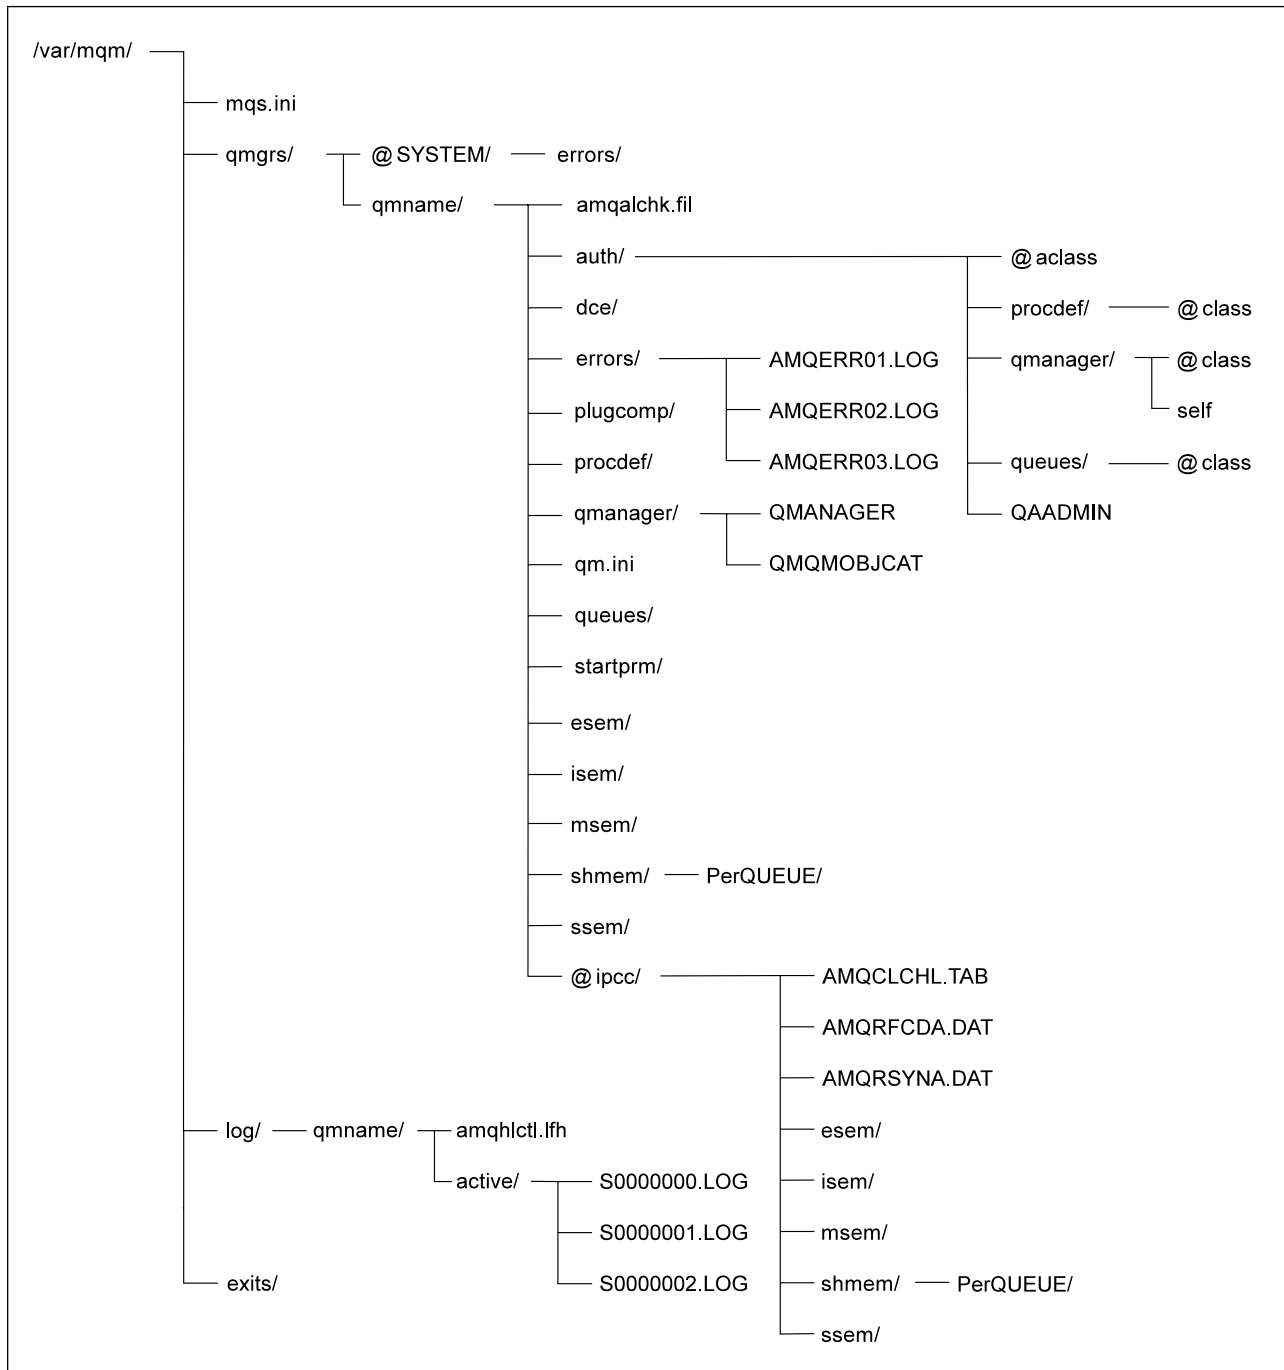 /var/mqm/
mqs.ini
qmgrs/ @SYSTEM/ errors/
qmname/ amqalchk.fil
auth/ @aclass
dce/ procdef/ @class
errors/ AMQERR01.LOG qmanager/ @class
plugcomp/ AMQERR02.LOG self
procdef/ AMQERR03.LOG queues/ @class
qmanager/ QMANAGER QAADMIN
qm.ini QMQMOBJCAT
queues/
startprm/
esem/
isem/
msem/
shmem/ PerQUEUE/
ssem/
@ipcc/ AMQCLCHL.TAB
AMQRFCDA.DAT
AMQRSYNA.DAT
log/ qmname/ amqhlctl.lfh esem/
active/ S0000000.LOG isem/
S0000001.LOG msem/
exits/ S0000002.LOG shmem/ PerQUEUE/
ssem/